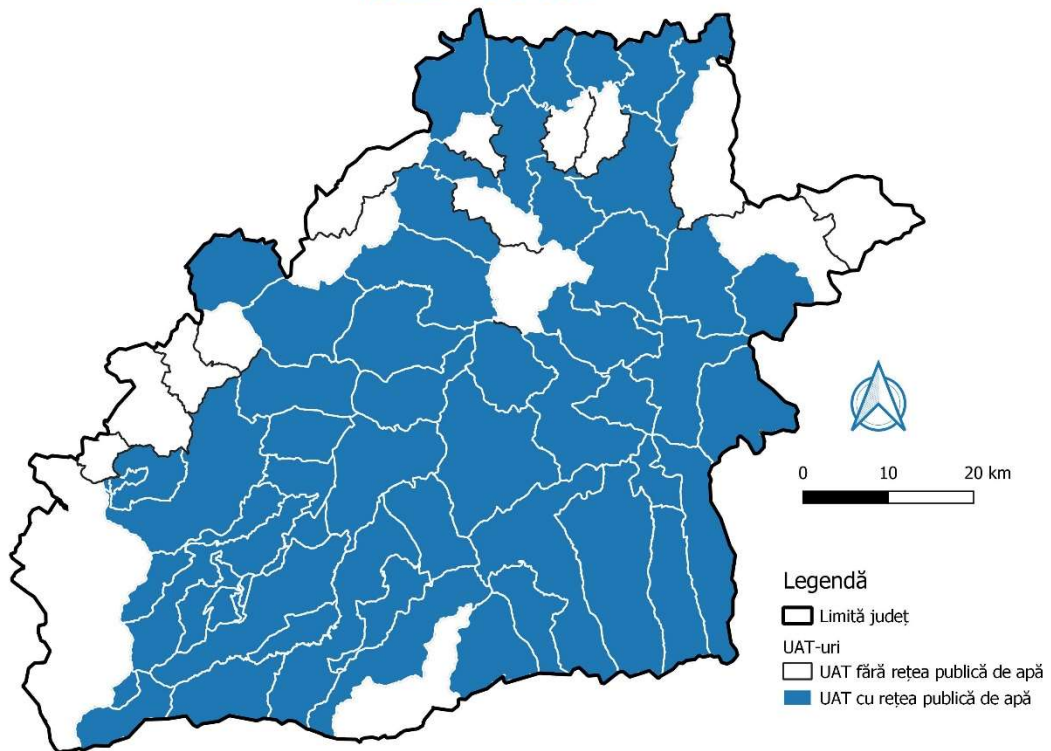 0 10 20 km
Legendă
Limită județ
UAT-uri
UAT fără rețea publică de apă
UAT cu rețea publică de apă